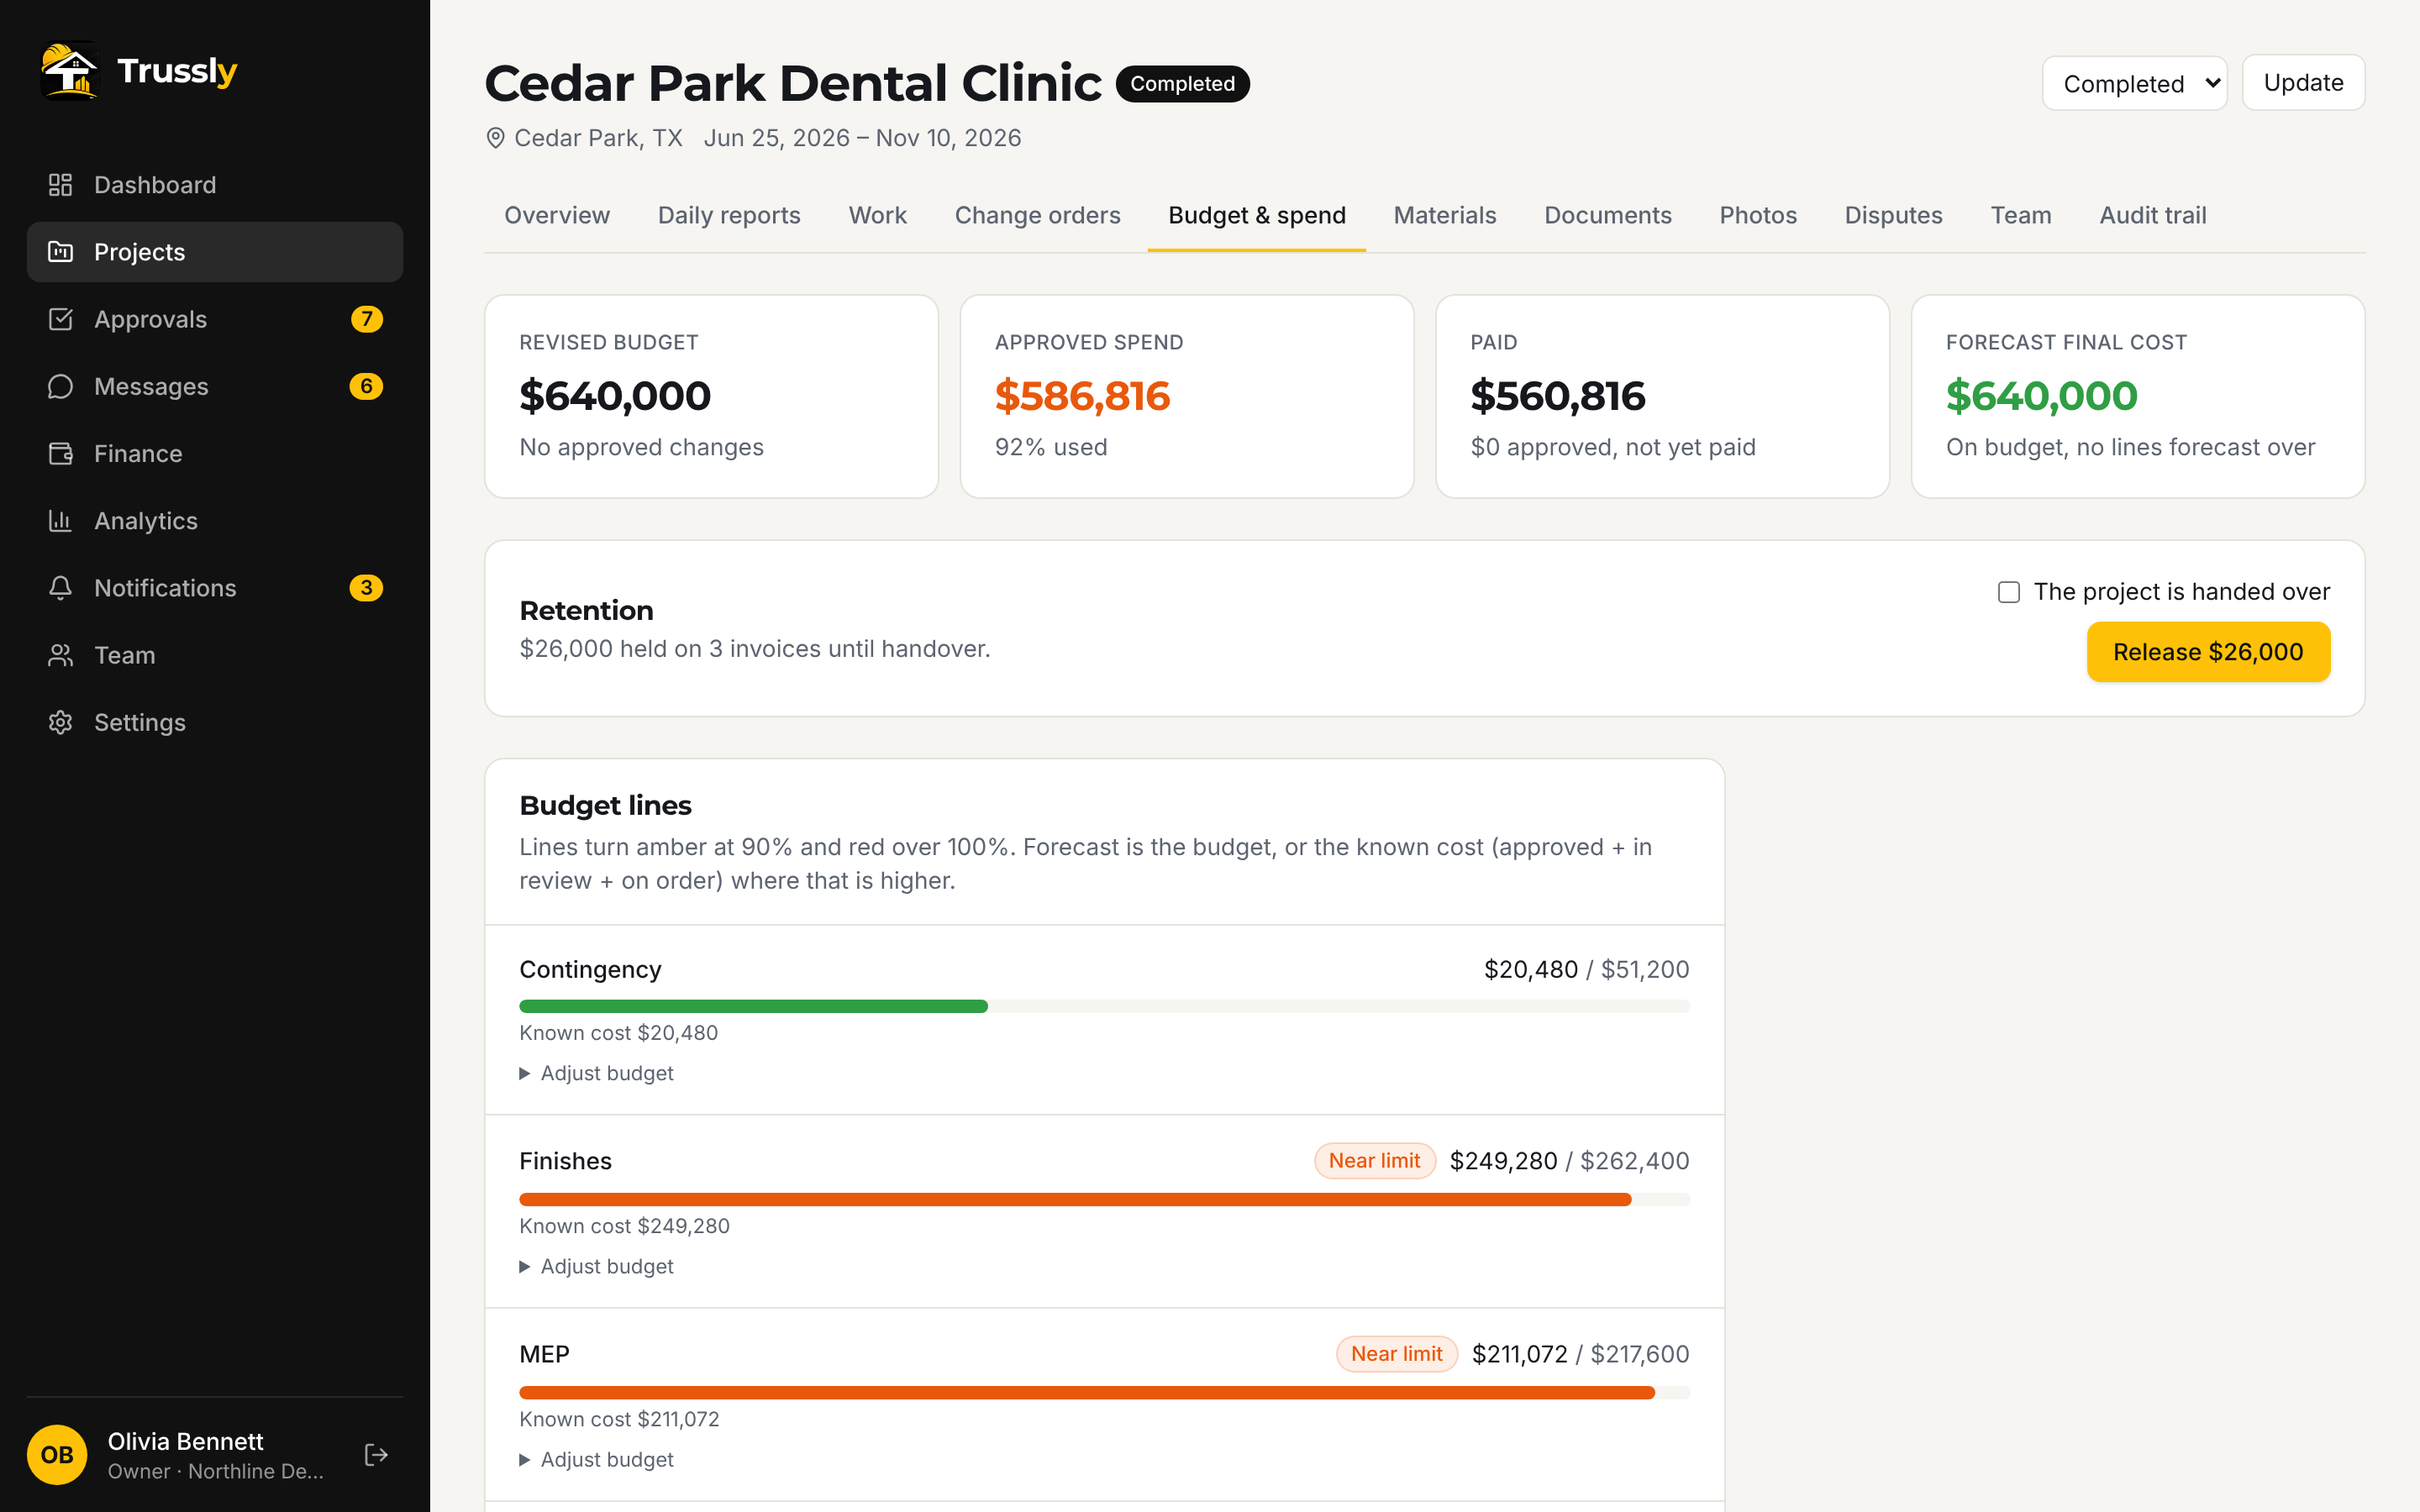 Trussly
Dashboard
Projects
Approvals 7
Messages 6
Finance
Analytics
Notifications 3
Team
Settings
OB
Olivia Bennett
Owner · Northline De...
Cedar Park Dental Clinic Completed
Completed Update
Cedar Park, TX Jun 25, 2026 – Nov 10, 2026
Overview Daily reports Work Change orders Budget & spend Materials Documents Photos Disputes Team Audit trail
REVISED BUDGET
$640,000
No approved changes
APPROVED SPEND
$586,816
92% used
PAID
$560,816
$0 approved, not yet paid
FORECAST FINAL COST
$640,000
On budget, no lines forecast over
Retention
$26,000 held on 3 invoices until handover.
The project is handed over
Release $26,000
Budget lines
Lines turn amber at 90% and red over 100%. Forecast is the budget, or the known cost (approved + in
review + on order) where that is higher.
Contingency $20,480 / $51,200
Known cost $20,480
Adjust budget
Finishes Near limit $249,280 / $262,400
Known cost $249,280
Adjust budget
MEP Near limit $211,072 / $217,600
Known cost $211,072
Adjust budget